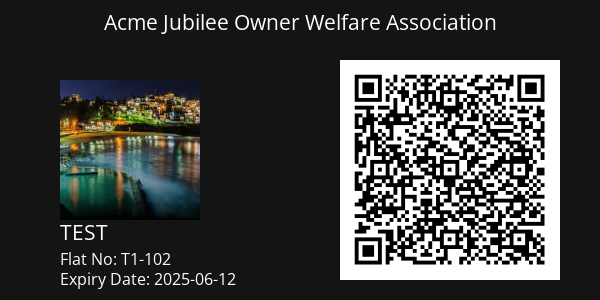 Acme Jubilee Owner Welfare Association
TEST
Flat No: T1-102
Expiry Date: 2025-06-12